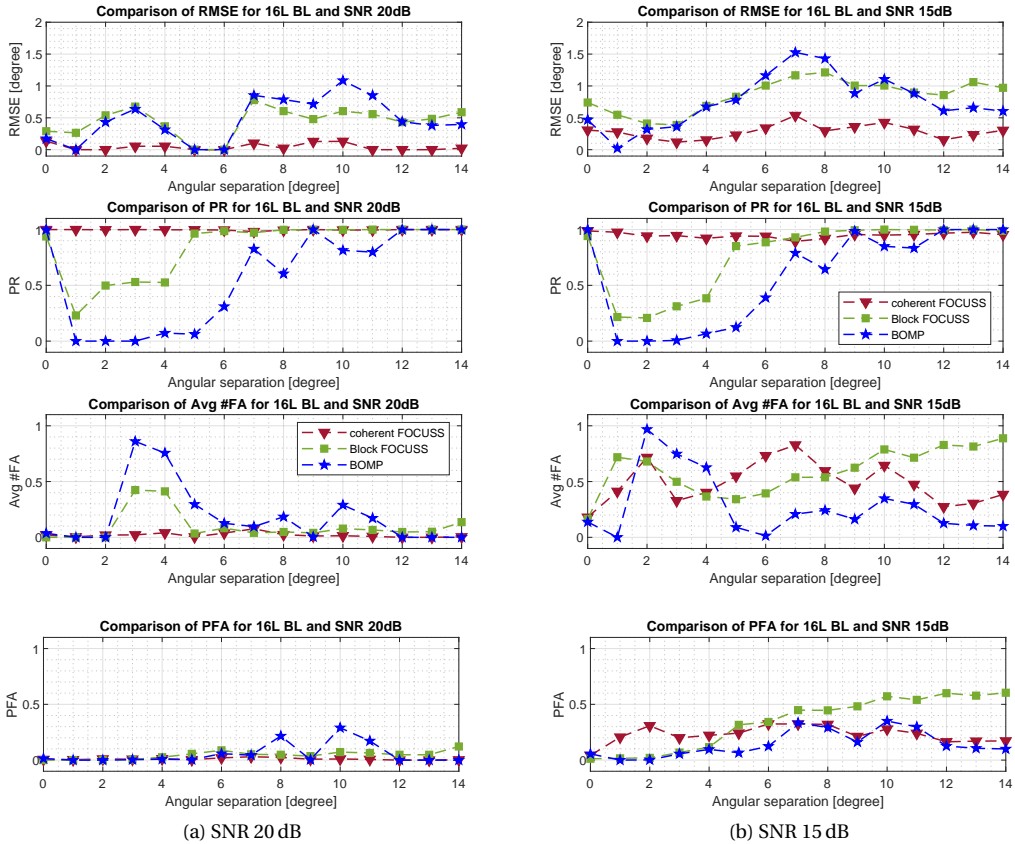 Comparison of RMSE for 16L BL and SNR 20dB
2
1.5
1
0.5
0
RMSE [degree]
0 2 4 6 8 10 12 14
Angular separation [degree]
Comparison of PR for 16L BL and SNR 20dB
1
0.5
0
PR
0 2 4 6 8 10 12 14
Angular separation [degree]
Comparison of Avg #FA for 16L BL and SNR 20dB
1
0.5
0
Avg #FA
coherent FOCUSS
Block FOCUSS
BOMP
0 2 4 6 8 10 12 14
Angular separation [degree]
Comparison of PFA for 16L BL and SNR 20dB
1
0.5
0
PFA
0 2 4 6 8 10 12 14
Angular separation [degree]
(a) SNR 20 dB
Comparison of RMSE for 16L BL and SNR 15dB
2
1.5
1
0.5
0
RMSE [degree]
0 2 4 6 8 10 12 14
Angular separation [degree]
Comparison of PR for 16L BL and SNR 15dB
1
0.5
0
PR
coherent FOCUSS
Block FOCUSS
BOMP
0 2 4 6 8 10 12 14
Angular separation [degree]
Comparison of Avg #FA for 16L BL and SNR 15dB
1
0.5
0
Avg #FA
0 2 4 6 8 10 12 14
Angular separation [degree]
Comparison of PFA for 16L BL and SNR 15dB
1
0.5
0
PFA
0 2 4 6 8 10 12 14
Angular separation [degree]
(b) SNR 15 dB